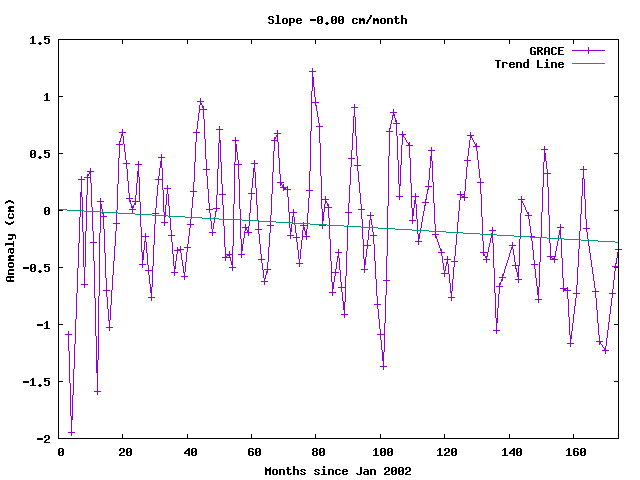 Slope -0.00 cm/month
GRACE
Trend Line
Anomaly (cm)
1.5
1
0.5
0
-0.5
-1
-1.5
-2
0 20 40 60 80 100 120 140 160
Months since Jan 2002